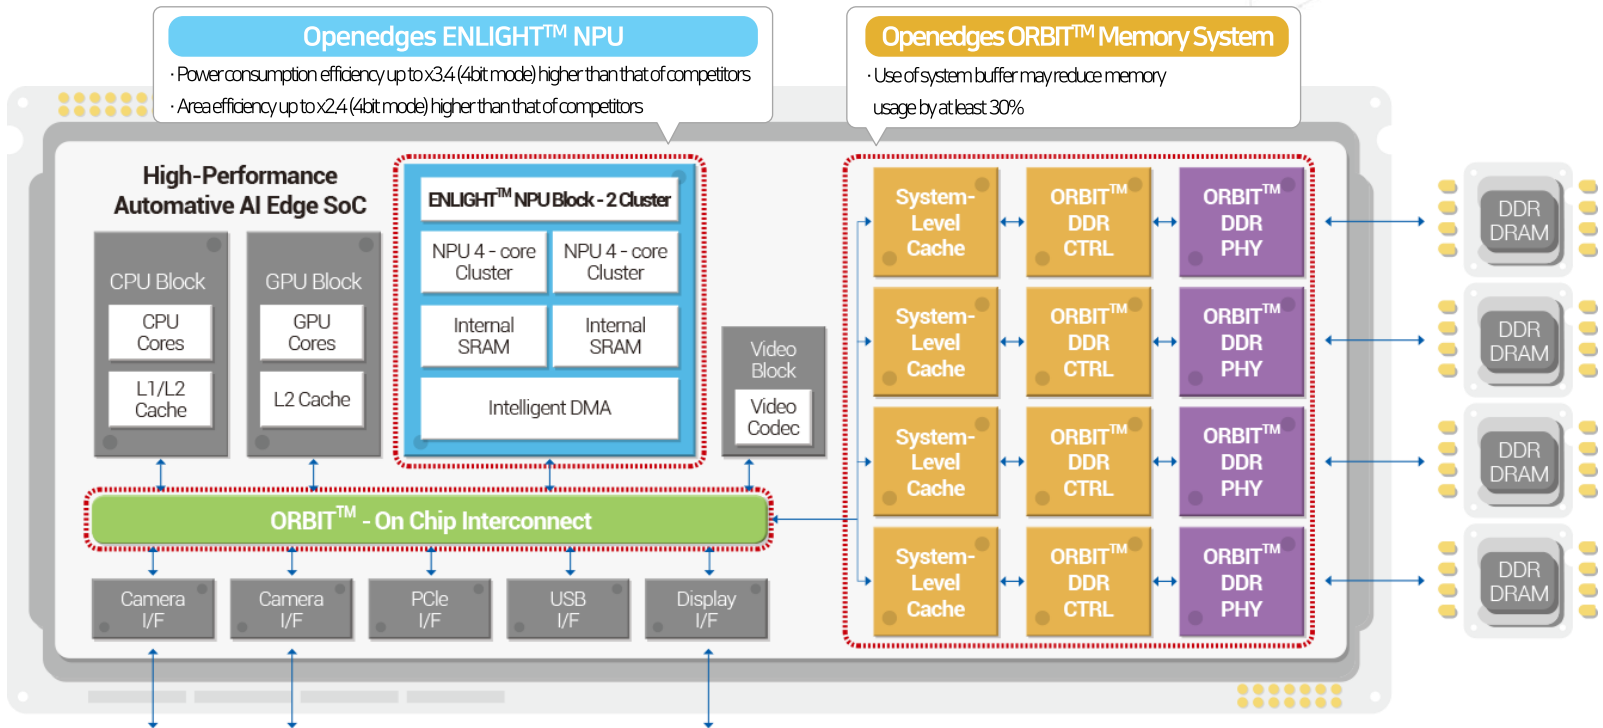 Openedges ENLIGHT™ NPU
· Power consumption efficiency up to x3.4 (4bit mode) higher than that of competitors
· Area efficiency up to x2.4 (4bit mode) higher than that of competitors
Openedges ORBIT™ Memory System
· Use of system buffer may reduce memory
usage by at least 30%
High-Performance
Automative AI Edge SoC
CPU Block
CPU
Cores
L1/L2
Cache
GPU Block
GPU
Cores
L2 Cache
ENLIGHT™ NPU Block - 2 Cluster
NPU 4 - core
Cluster
NPU 4 - core
Cluster
Internal
SRAM
Internal
SRAM
Intelligent DMA
Video
Block
Video
Codec
ORBIT™ - On Chip Interconnect
Camera
I/F
Camera
I/F
PCIe
I/F
USB
I/F
Display
I/F
System-
Level
Cache
ORBIT™
DDR
CTRL
ORBIT™
DDR
PHY
DDR
DRAM
System-
Level
Cache
ORBIT™
DDR
CTRL
ORBIT™
DDR
PHY
DDR
DRAM
System-
Level
Cache
ORBIT™
DDR
CTRL
ORBIT™
DDR
PHY
DDR
DRAM
System-
Level
Cache
ORBIT™
DDR
CTRL
ORBIT™
DDR
PHY
DDR
DRAM